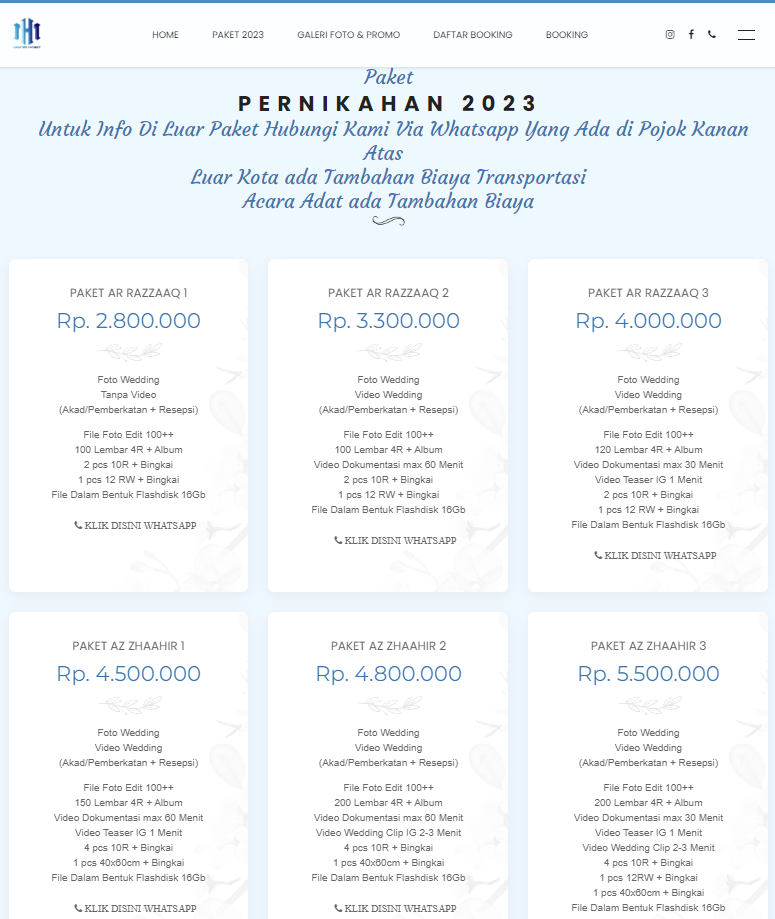 HOME
PAKET 2023
GALERI FOTO & PROMO
DAFTAR BOOKING
BOOKING
Paket
PERNIKAHAN 2023
Untuk Info Di Luar Paket Hubungi Kami Via Whatsapp Yang Ada di Pojok Kanan
Atas
Luar Kota ada Tambahan Biaya Transportasi
Acara Adat ada Tambahan Biaya
PAKET AR RAZZAAQ 1
Rp. 2.800.000
Foto Wedding
Tanpa Video
(Akad/Pemberkatan + Resepsi)
File Foto Edit 100++
100 Lembar 4R + Album
2 pcs 10R + Bingkai
1 pcs 12 RW + Bingkai
File Dalam Bentuk Flashdisk 16Gb
KLIK DISINI WHATSAPP
PAKET AR RAZZAAQ 2
Rp. 3.300.000
Foto Wedding
Video Wedding
(Akad/Pemberkatan + Resepsi)
File Foto Edit 100++
100 Lembar 4R + Album
Video Dokumentasi max 60 Menit
2 pcs 10R + Bingkai
1 pcs 12 RW + Bingkai
File Dalam Bentuk Flashdisk 16Gb
KLIK DISINI WHATSAPP
PAKET AR RAZZAAQ 3
Rp. 4.000.000
Foto Wedding
Video Wedding
(Akad/Pemberkatan + Resepsi)
File Foto Edit 100++
120 Lembar 4R + Album
Video Dokumentasi max 30 Menit
Video Teaser IG 1 Menit
2 pcs 10R + Bingkai
1 pcs 12 RW + Bingkai
File Dalam Bentuk Flashdisk 16Gb
KLIK DISINI WHATSAPP
PAKET AZ ZHAAHIR 1
Rp. 4.500.000
Foto Wedding
Video Wedding
(Akad/Pemberkatan + Resepsi)
File Foto Edit 100++
150 Lembar 4R + Album
Video Dokumentasi max 60 Menit
Video Teaser IG 1 Menit
4 pcs 10R + Bingkai
1 pcs 40x60cm + Bingkai
File Dalam Bentuk Flashdisk 16Gb
KLIK DISINI WHATSAPP
PAKET AZ ZHAAHIR 2
Rp. 4.800.000
Foto Wedding
Video Wedding
(Akad/Pemberkatan + Resepsi)
File Foto Edit 100++
200 Lembar 4R + Album
Video Dokumentasi max 60 Menit
Video Wedding Clip IG 2-3 Menit
4 pcs 10R + Bingkai
1 pcs 40x60cm + Bingkai
File Dalam Bentuk Flashdisk 16Gb
KLIK DISINI WHATSAPP
PAKET AZ ZHAAHIR 3
Rp. 5.500.000
Foto Wedding
Video Wedding
(Akad/Pemberkatan + Resepsi)
File Foto Edit 100++
200 Lembar 4R + Album
Video Dokumentasi max 30 Menit
Video Teaser IG 1 Menit
Video Wedding Clip 2-3 Menit
4 pcs 10R + Bingkai
1 pcs 12RW + Bingkai
1 pcs 40x60cm + Bingkai
File Dalam Bentuk Flashdisk 16Gb